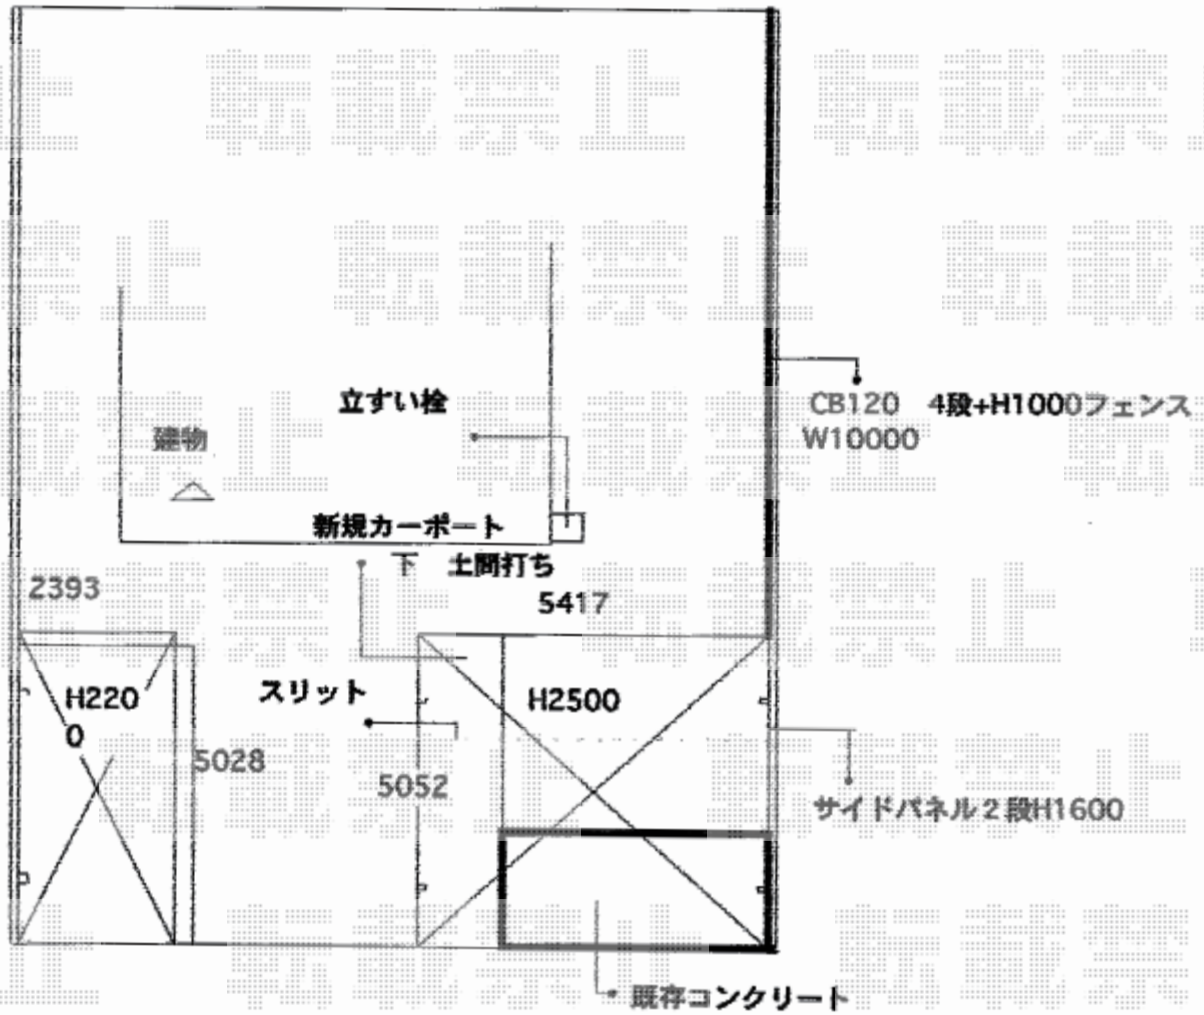 転載禁止
立すい栓
CB120 4段+H1000フェンス
W10000
建物
新規カーポート
下 土間打ち
2393
5417
H220
0
スリット
H2500
5028
5052
サイドパネル2段H1600
既存コンクリート